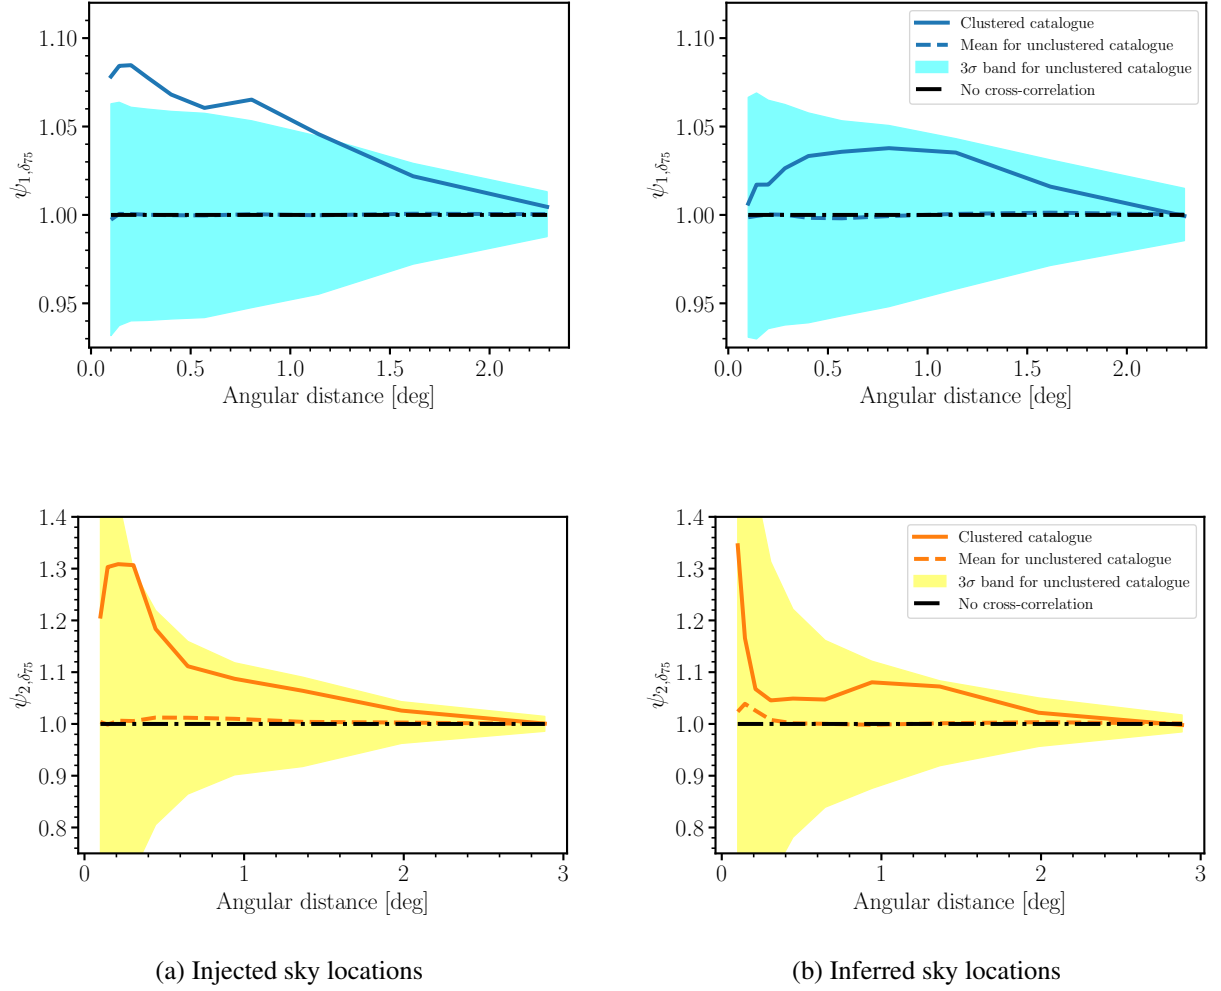 1.10
1.05
1.00
0.95
ψ1,δ75
0.0 0.5 1.0 1.5 2.0
Angular distance [deg]
1.10
1.05
1.00
0.95
ψ1,δ75
Clustered catalogue
Mean for unclustered catalogue
3σ band for unclustered catalogue
No cross-correlation
0.0 0.5 1.0 1.5 2.0
Angular distance [deg]
1.4
1.3
1.2
1.1
1.0
0.9
0.8
ψ2,δ75
0 1 2 3
Angular distance [deg]
1.4
1.3
1.2
1.1
1.0
0.9
0.8
ψ2,δ75
Clustered catalogue
Mean for unclustered catalogue
3σ band for unclustered catalogue
No cross-correlation
0 1 2 3
Angular distance [deg]
(a) Injected sky locations
(b) Inferred sky locations